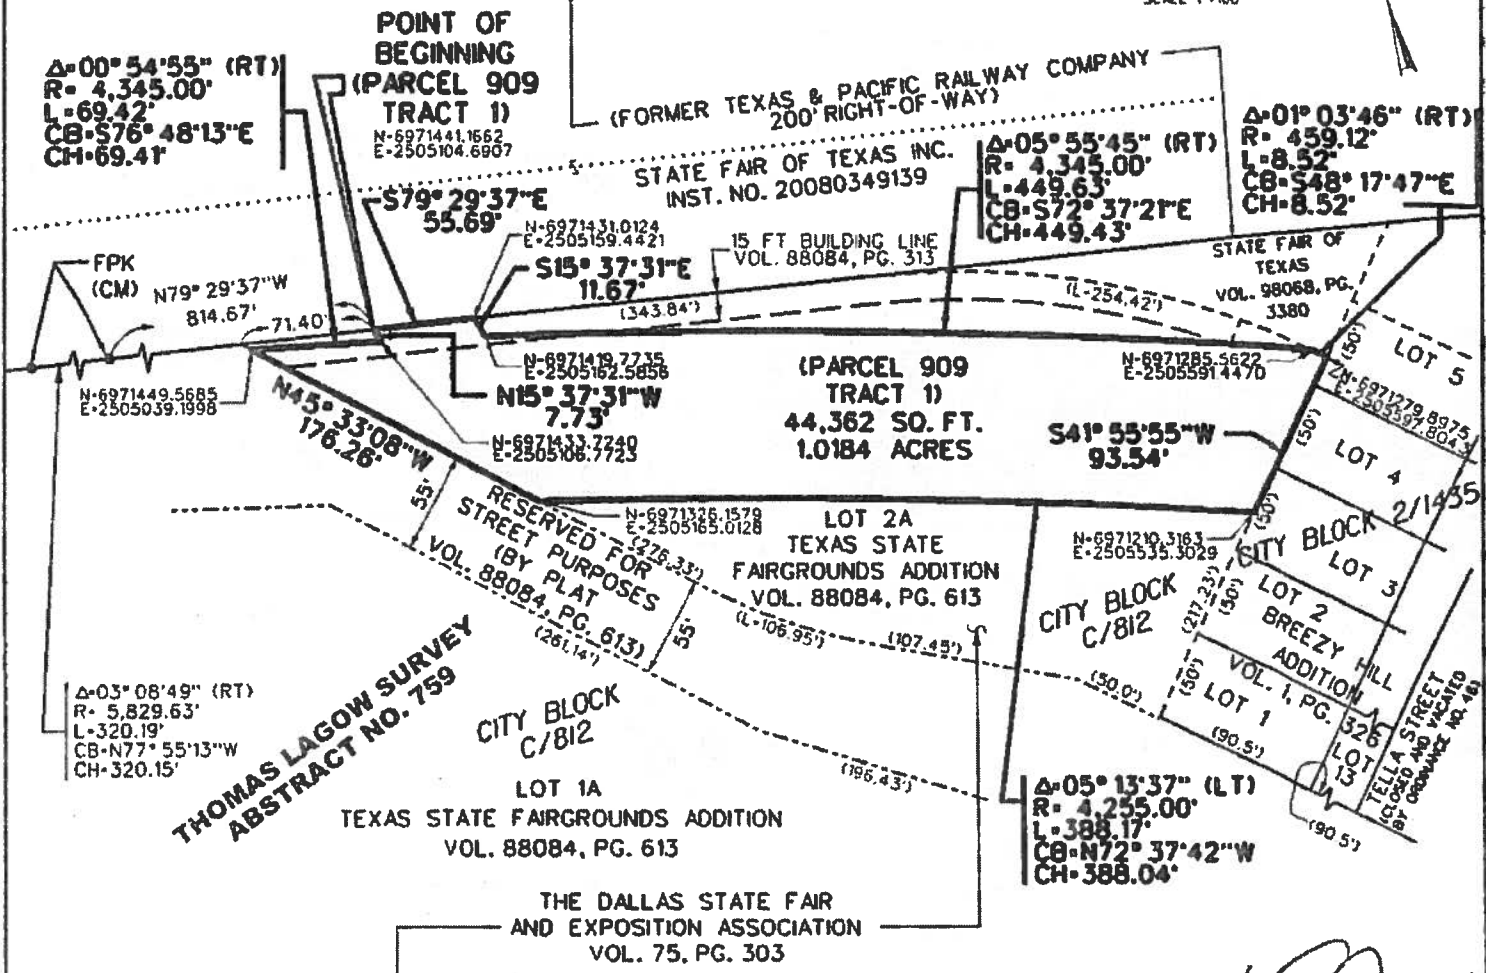 POINT OF
BEGINNING
(PARCEL 909
TRACT 1)
N-6971441.1662
E-2505104.6907
Δ=00°54'55" (RT)
R= 4,345.00'
L=69.42'
CB=S76°48'13"E
CH=69.41'
(FORMER TEXAS & PACIFIC RAILWAY COMPANY
200' RIGHT-OF-WAY)
STATE FAIR OF TEXAS INC.
INST. NO. 20080349139
Δ=05°55'45" (RT)
R= 4,345.00'
L=449.63'
CB=S72°37'21"E
CH=449.43'
Δ=01°03'46" (RT)
R= 459.12'
L=8.52'
CB=S48°17'47"E
CH=8.52'
S79°29'37"E
55.69'
N-6971431.0124
E-2505159.4421
S15°37'31"E
11.67'
15 FT BUILDING LINE
VOL. 88084, PG. 313
STATE FAIR OF
TEXAS
VOL. 98068, PG.
3380
FPK
(CM)
N79°29'37"W
814.67'
71.40'
(343.84')
(L=254.42')
N-6971419.7735
E-2505162.5856
N-6971285.5622
E-2505591.4470
N-6971279.8975
E-2505597.8043
N-6971449.5685
E-2505039.1998
N45°33'08"W
176.26'
N15°37'31"W
7.73'
N-6971433.7240
E-2505106.7723
(PARCEL 909
TRACT 1)
44,362 SQ. FT.
1.0184 ACRES
S41°55'55"W
93.54'
(50')
LOT 5
(50')
LOT 4
2/1435
(50')
CITY BLOCK
LOT 3
(50')
LOT 2
BREEZY HILL
ADDITION
VOL. 1, PG. 326
(50')
LOT 1
(217.23')
LOT
13
(90.5')
(90.5')
TELLA STREET
(CLOSED AND VACATED
BY ORDINANCE NO. 46)
55'
RESERVED FOR
STREET PURPOSES
(BY PLAT
VOL. 88084, PG. 613)
N-6971326.1579
E-2505165.0128
(276.33')
(261.14')
55'
LOT 2A
TEXAS STATE
FAIRGROUNDS ADDITION
VOL. 88084, PG. 613
N-6971210.3163
E-2505535.3029
CITY BLOCK
C/812
(L=106.95')
(107.45')
(50.0')
(196.43')
Δ=03°08'49" (RT)
R= 5,829.63'
L=320.19'
CB=N77°55'13"W
CH=320.15'
THOMAS LAGOW SURVEY
ABSTRACT NO. 759
CITY BLOCK
C/812
LOT 1A
TEXAS STATE FAIRGROUNDS ADDITION
VOL. 88084, PG. 613
Δ=05°13'37" (LT)
R= 4,255.00'
L=388.17'
CB=N72°37'42"W
CH=388.04'
THE DALLAS STATE FAIR
AND EXPOSITION ASSOCIATION
VOL. 75, PG. 303